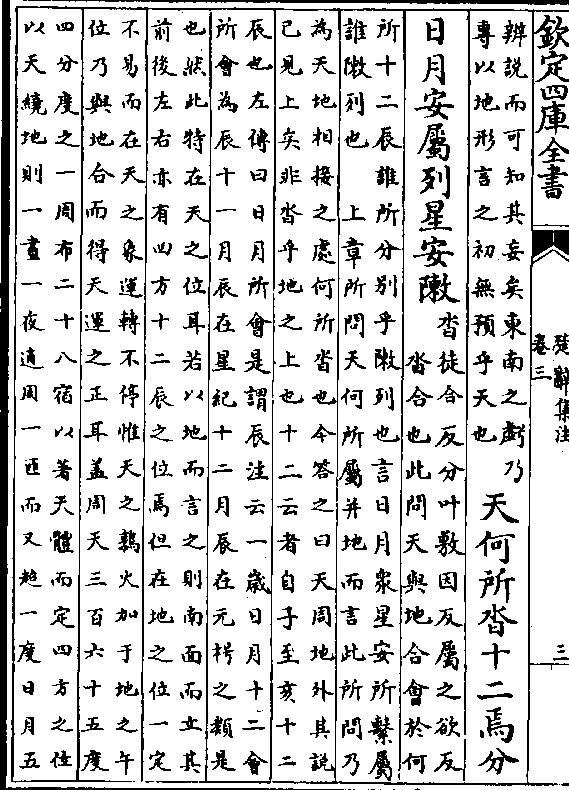 欽定四庫全書
楚辭集注
卷三
三
辨說而可知其妄矣東南之虧乃
專以地形言之初無預乎天也
天何所沓十二焉分
日月安屬列星安敶
沓徒合反分叶敷因反屬之欲反
沓合也此問天與地合會於何
所十二辰誰所分別乎敶列也言日月衆星安所繫屬
誰敶列也　上章所問天何所屬并地而言此所問乃
為天地相接之處何所沓也今答之曰天周地外其說
已見上矣非沓乎地之上也十二云者自子至亥十二
辰也左傳曰日月所會是謂辰注云一歲日月十二會
所會為辰十一月辰在星紀十二月辰在元枵之類是
也然此特在天之位耳若以地而言之則南面而立其
前後左右亦有四方十二辰之位焉但在地之位一定
不易而在天之象運轉不停惟天之鶉火加于地之午
位乃與地合而得天運之正耳蓋周天三百六十五度
四分度之一周布二十八宿以著天體而定四方之位
以天繞地則一晝一夜適周一匝而又超一度日月五